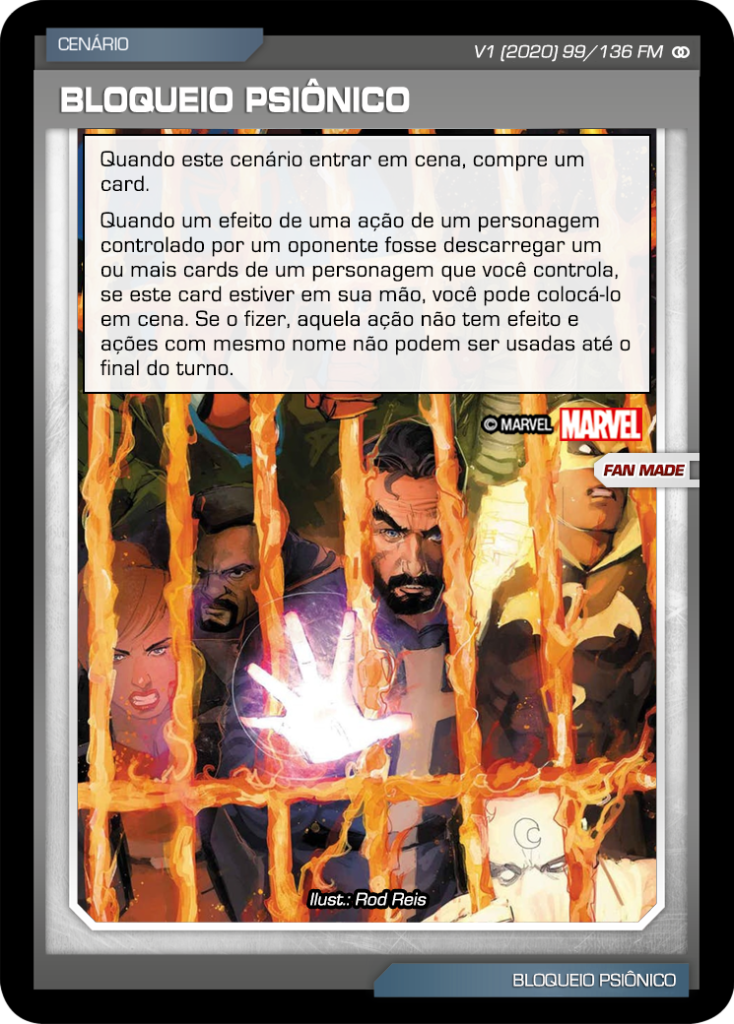 CENÁRIO
V1 (2020) 99/136 FM
BLOQUEIO PSIÔNICO
Quando este cenário entrar em cena, compre um
card.
Quando um efeito de uma ação de um personagem
controlado por um oponente fosse descarregar um
ou mais cards de um personagem que você controla,
se este card estiver em sua mão, você pode colocá-lo
em cena. Se o fizer, aquela ação não tem efeito e
ações com mesmo nome não podem ser usadas até o
final do turno.
© MARVEL MARVEL
FAN MADE
Ilust.: Rod Reis
BLOQUEIO PSIÔNICO